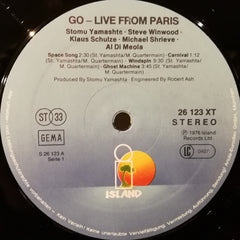 GO – LIVE FROM PARIS
Stomu Yamashta · Steve Winwood
Klaus Schulze · Michael Shrieve
Al Di Meola
Space Song 2:30 (St. Yamashta/
M. Quartermain) · Carnival 1:12
(St. Yamashta/M. Quartermain) · Windspin 9:30 (St. Yamashta/
M. Quartermain) · Ghost Machine 3:45 (St. Yamashta/
M. Quartermain)
Produced by Stomu Yamashta Engineered by Robert Ash
ST 33
GEMA
S 26 123 A
Seite 1
26 123 XT
STEREO
LC 0407
℗ 1976 Island
Records Ltd.
ISLAND